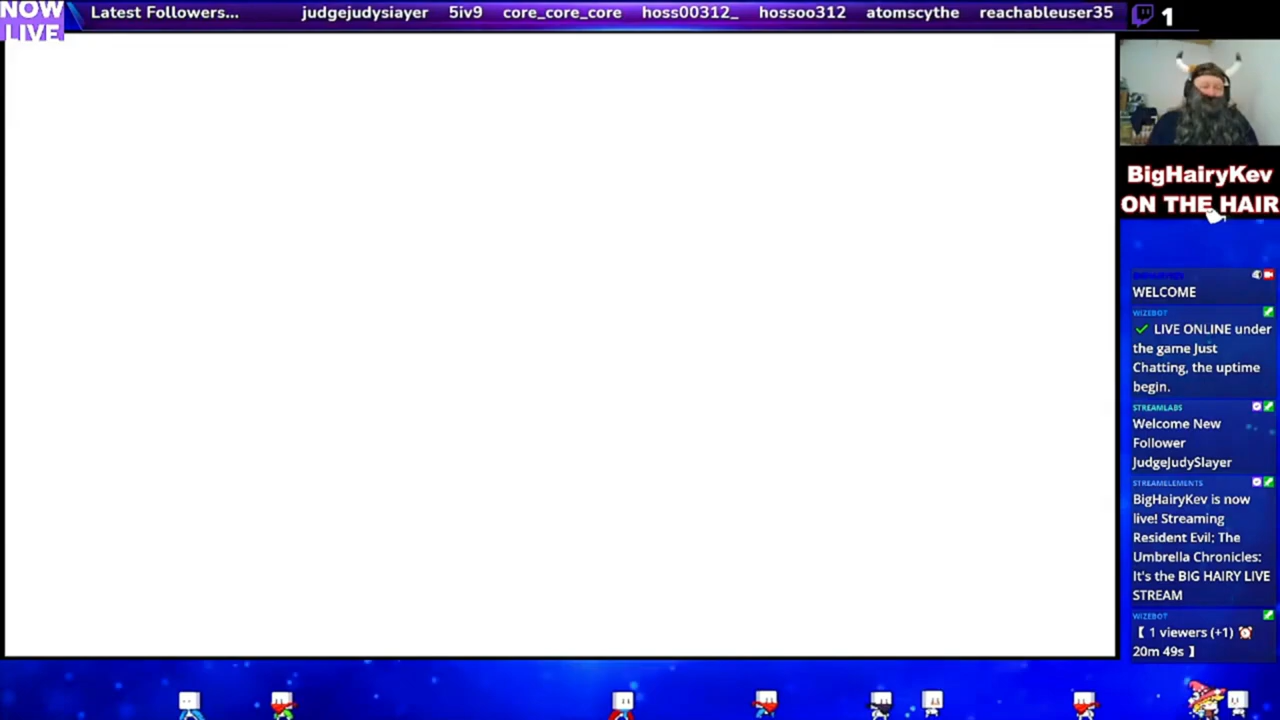 NOW
LIVE
Latest Followers... judgejudyslayer 5iv9 core_core_core hoss00312_ hossoo312 atomscythe reachableuser35 1
BigHairyKev
ON THE HAIR
WELCOME
WIZEBOT
LIVE ONLINE under
the game Just
Chatting, the uptime
begin.
STREAMLABS
Welcome New
Follower
JudgeJudySlayer
STREAMELEMENTS
BigHairyKev is now
live! Streaming
Resident Evil: The
Umbrella Chronicles:
It's the BIG HAIRY LIVE
STREAM
WIZEBOT
【 1 viewers (+1) ⏰
20m 49s 】